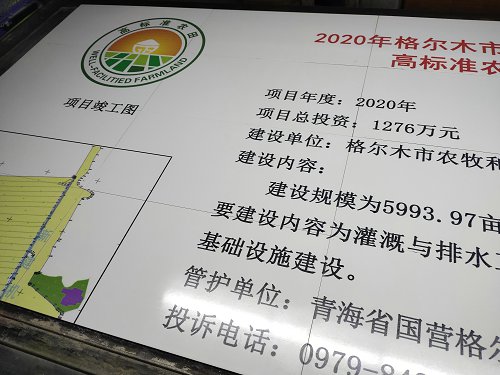 高标准农田
WELL-FACILITIED FARMLAND
项目竣工图
2020年格尔木市
高标准农
项目年度：2020年
项目总投资：1276万元
建设单位：格尔木市农牧和
建设内容：
建设规模为5993.97亩
要建设内容为灌溉与排水
基础设施建设。
管护单位：青海省国营格尔
投诉电话：0979-84